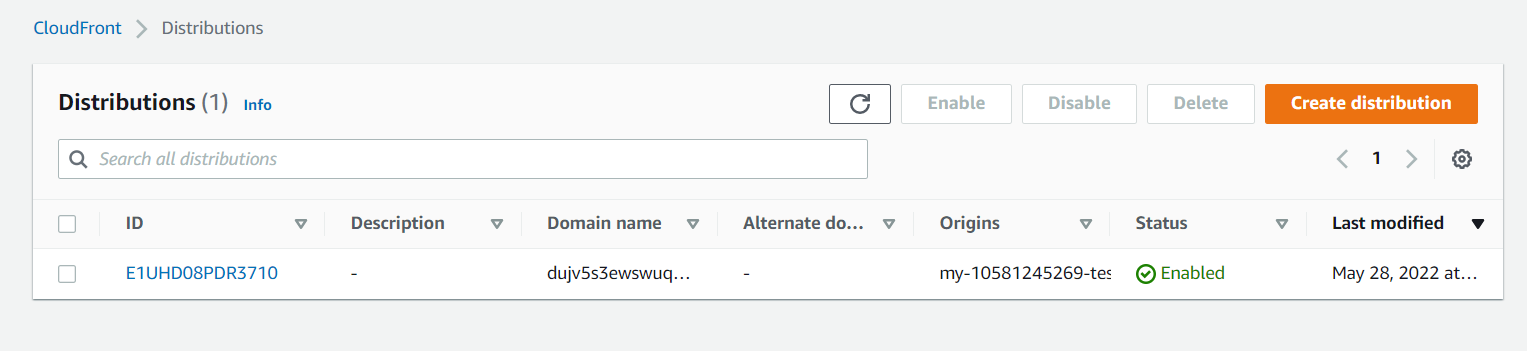 CloudFront > Distributions
Distributions (1) Info Enable Disable Delete Create distribution
Search all distributions 1
ID Description Domain name Alternate do... Origins Status Last modified
E1UHD08PDR3710 - dujv5s3ewswuq... - my-10581245269-tes Enabled May 28, 2022 at...